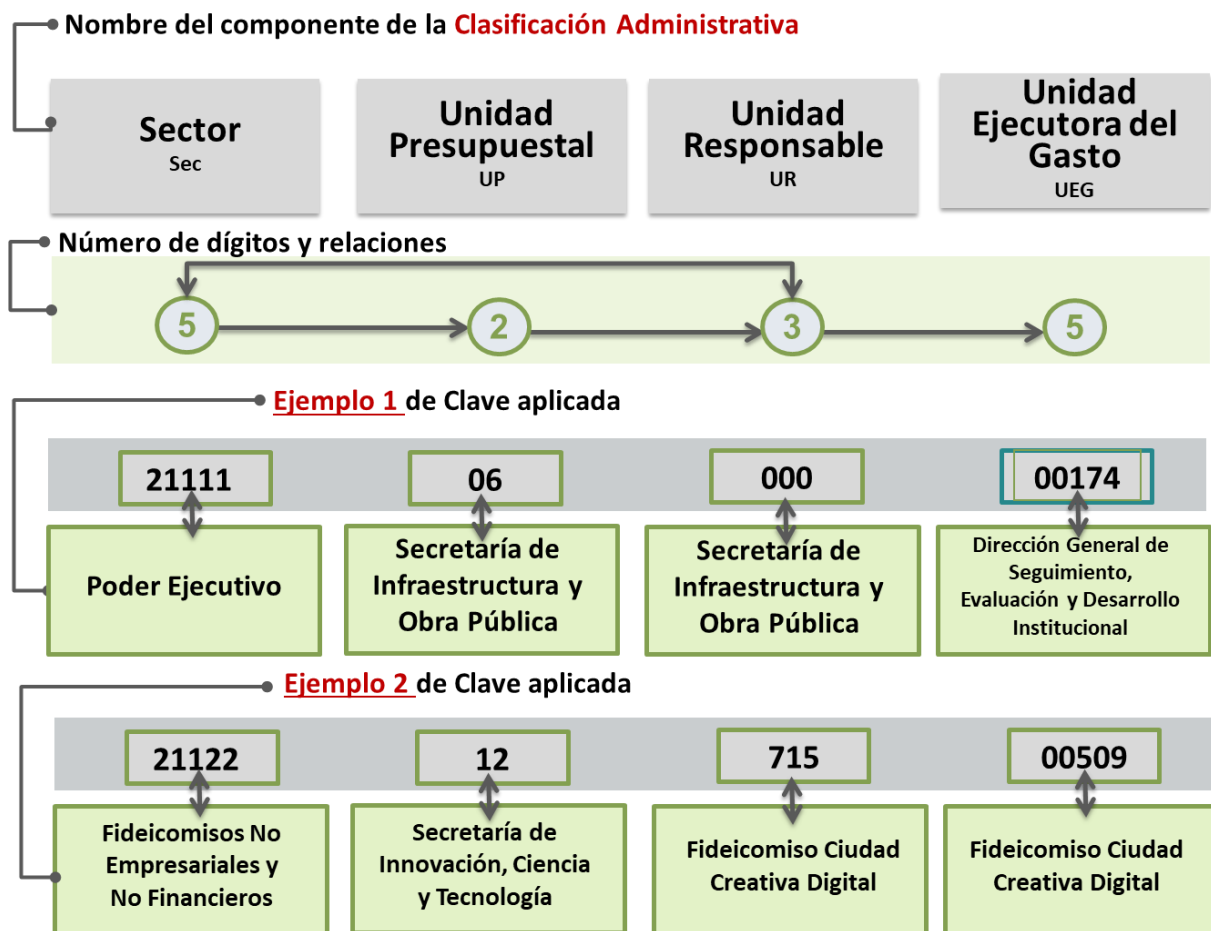 Nombre del componente de la Clasificación Administrativa
Sector
Sec
Unidad
Presupuestal
UP
Unidad
Responsable
UR
Unidad
Ejecutora del
Gasto
UEG
Número de dígitos y relaciones
5
2
3
5
Ejemplo 1 de Clave aplicada
21111
06
000
00174
Poder Ejecutivo
Secretaría de
Infraestructura y
Obra Pública
Secretaría de
Infraestructura y
Obra Pública
Dirección General de
Seguimiento,
Evaluación y Desarrollo
Institucional
Ejemplo 2 de Clave aplicada
21122
12
715
00509
Fideicomisos No
Empresariales y
No Financieros
Secretaría de
Innovación, Ciencia
y Tecnología
Fideicomiso Ciudad
Creativa Digital
Fideicomiso Ciudad
Creativa Digital